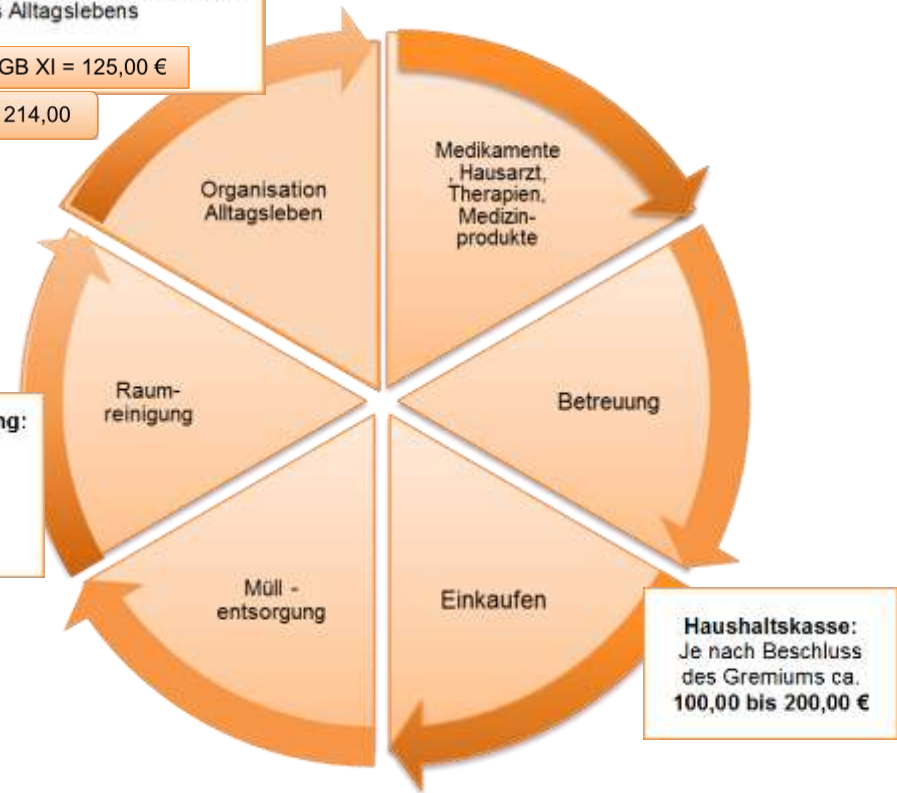 s Alltagslebens
GB XI = 125,00 €
214,00
Organisation
Alltagsleben
Medikamente
, Hausarzt,
Therapien,
Medizin-
produkte
Raum-
reinigung
Betreuung
ng:
Müll -
entsorgung
Einkaufen
Haushaltskasse:
Je nach Beschluss
des Gremiums ca.
100,00 bis 200,00 €